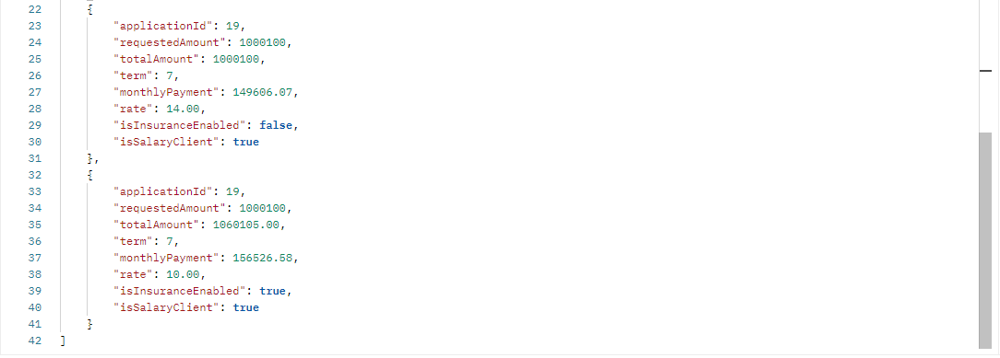 22 {
23 "applicationId": 19,
24 "requestedAmount": 1000100,
25 "totalAmount": 1000100,
26 "term": 7,
27 "monthlyPayment": 149606.07,
28 "rate": 14.00,
29 "isInsuranceEnabled": false,
30 "isSalaryClient": true
31 },
32 {
33 "applicationId": 19,
34 "requestedAmount": 1000100,
35 "totalAmount": 1060105.00,
36 "term": 7,
37 "monthlyPayment": 156526.58,
38 "rate": 10.00,
39 "isInsuranceEnabled": true,
40 "isSalaryClient": true
41 }
42 ]